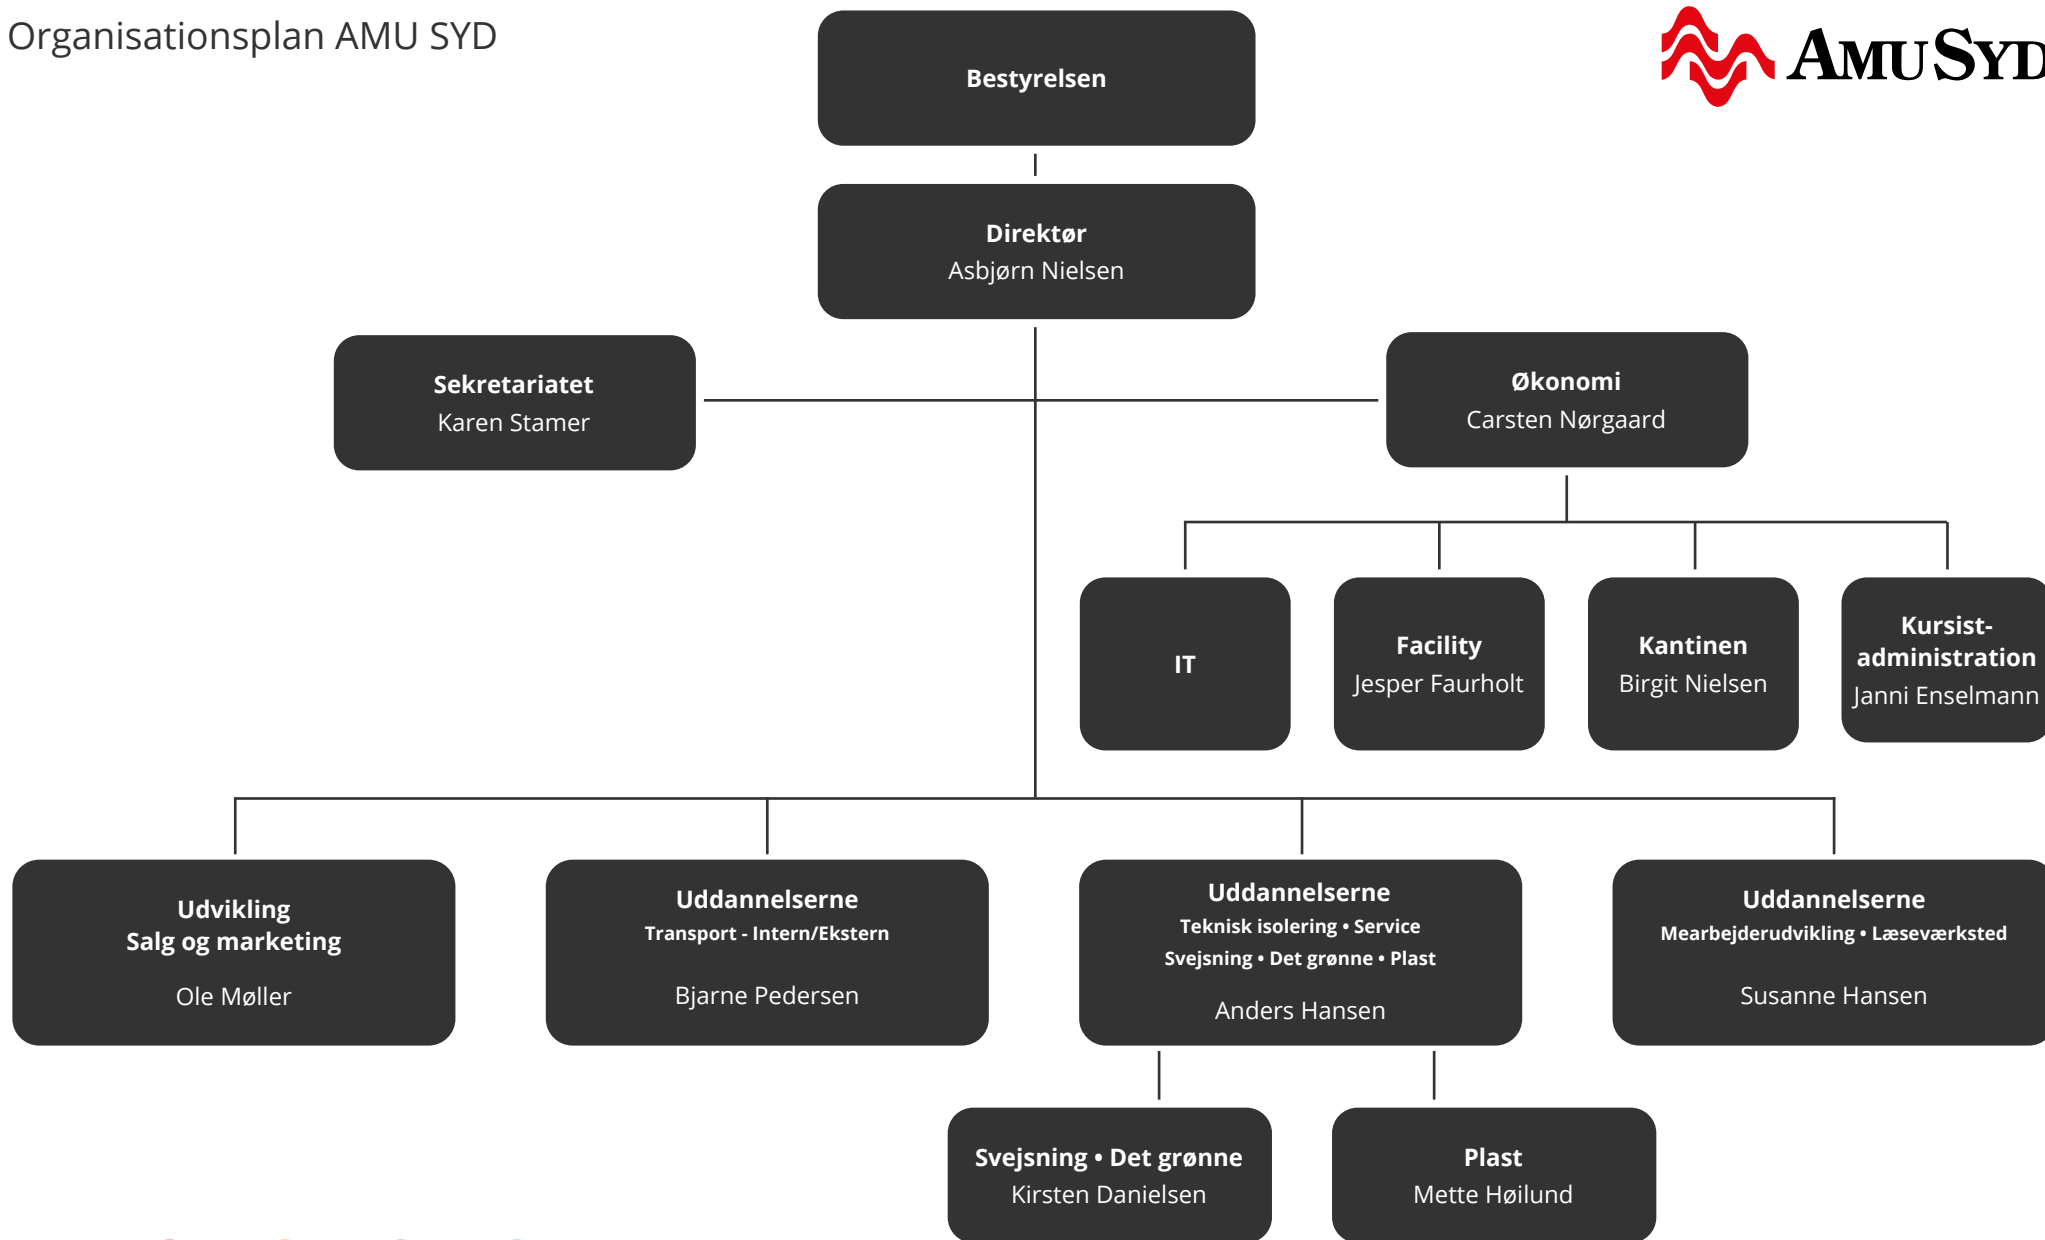 Organisationsplan AMU SYD
AMU SYD
Bestyrelsen
Direktør
Asbjørn Nielsen
Sekretariatet
Karen Stamer
Økonomi
Carsten Nørgaard
IT
Facility
Jesper Faurholt
Kantinen
Birgit Nielsen
Kursist-
administration
Janni Enselmann
Udvikling
Salg og marketing
Ole Møller
Uddannelserne
Transport - Intern/Ekstern
Bjarne Pedersen
Uddannelserne
Teknisk isolering • Service
Svejsning • Det grønne • Plast
Anders Hansen
Uddannelserne
Mearbejderudvikling • Læseværksted
Susanne Hansen
Svejsning • Det grønne
Kirsten Danielsen
Plast
Mette Høilund